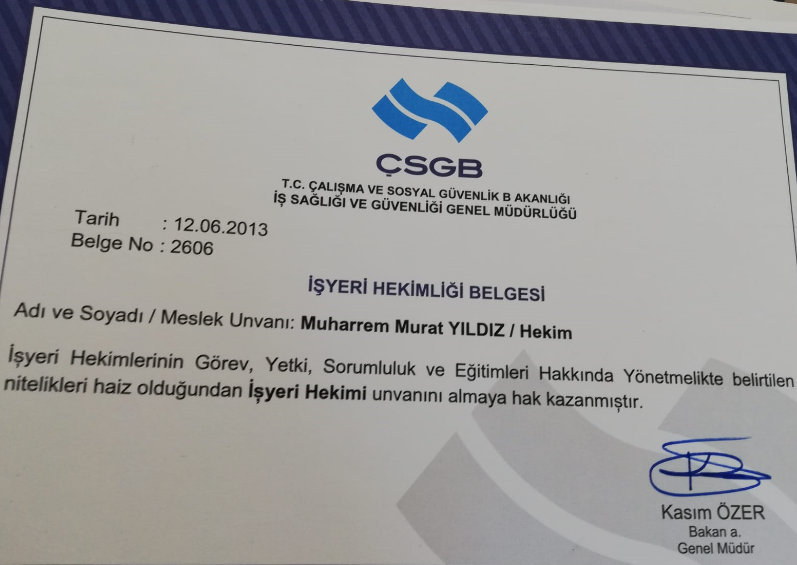 ÇSGB
T.C. ÇALIŞMA VE SOSYAL GÜVENLİK B AKANLIĞI
İŞ SAĞLIĞI VE GÜVENLİĞİ GENEL MÜDÜRLÜĞÜ
Tarih : 12.06.2013
Belge No : 2606
İŞYERİ HEKİMLİĞİ BELGESİ
Adı ve Soyadı / Meslek Unvanı: Muharrem Murat YILDIZ / Hekim
İşyeri Hekimlerinin Görev, Yetki, Sorumluluk ve Eğitimleri Hakkında Yönetmelikte belirtilen
nitelikleri haiz olduğundan İşyeri Hekimi unvanını almaya hak kazanmıştır.
Kasım ÖZER
Bakan a.
Genel Müdür